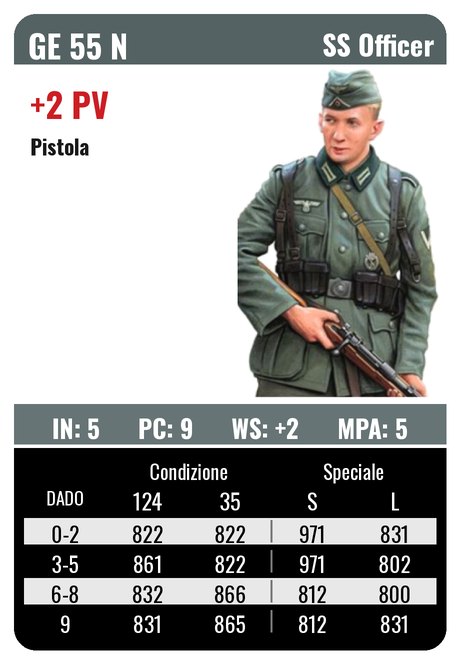 GE 55 N SS Officer
+2 PV
Pistola
IN: 5 PC: 9 WS: +2 MPA: 5
Condizione Speciale
DADO 124 35 S L
0-2 822 822 971 831
3-5 861 822 971 802
6-8 832 866 812 800
9 831 865 812 831